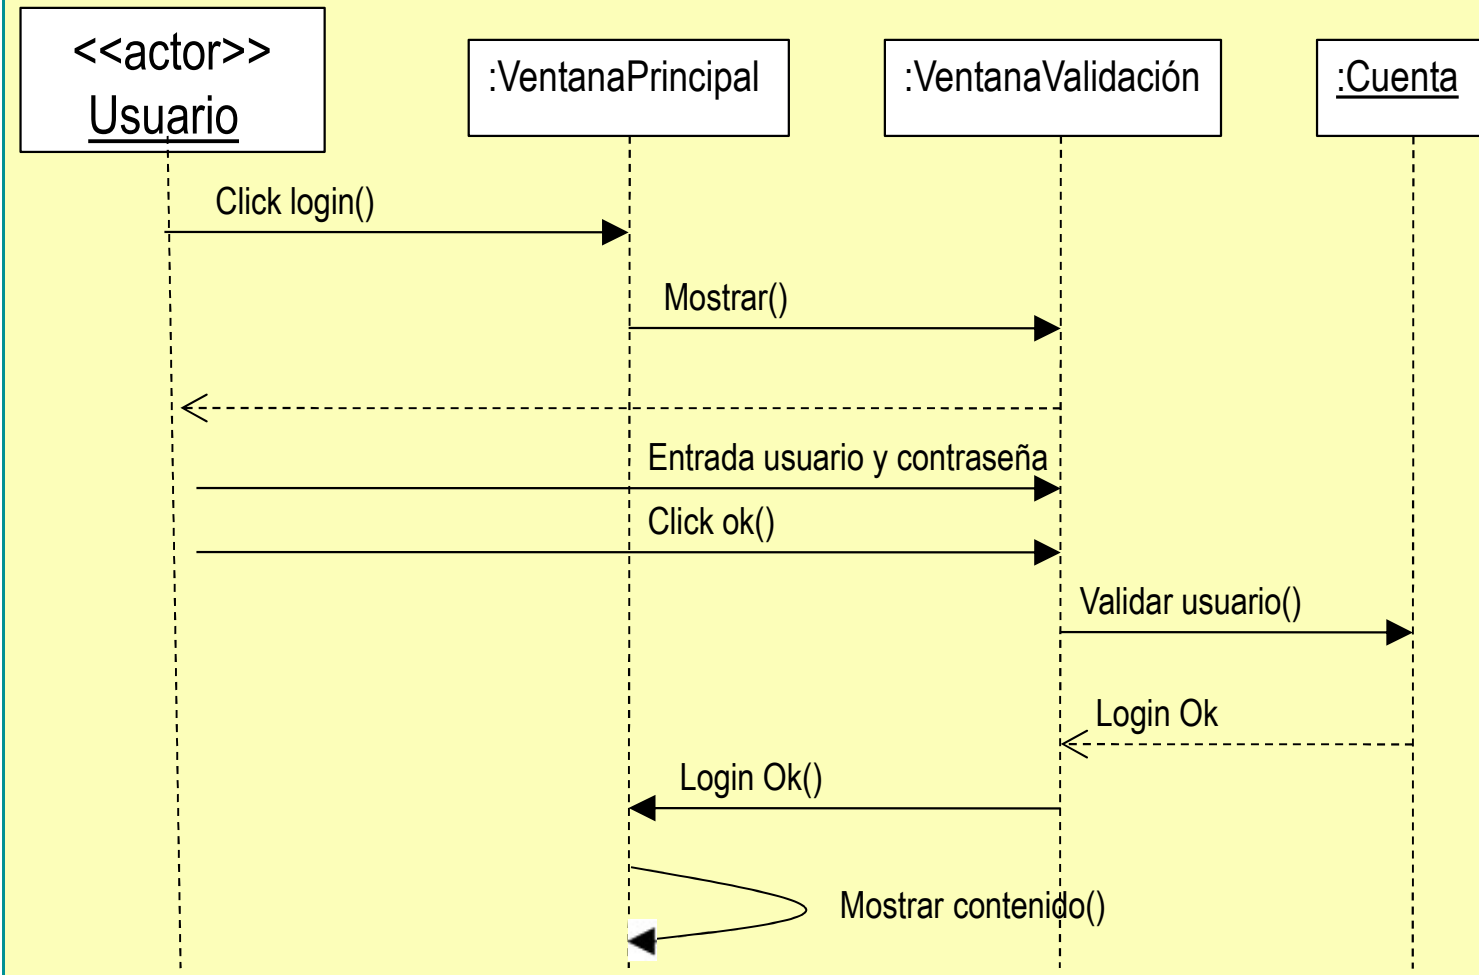 <<actor>>
Usuario
:VentanaPrincipal
:VentanaValidación
:Cuenta
Click login()
Mostrar()
Entrada usuario y contraseña
Click ok()
Validar usuario()
Login Ok
Login Ok()
Mostrar contenido()